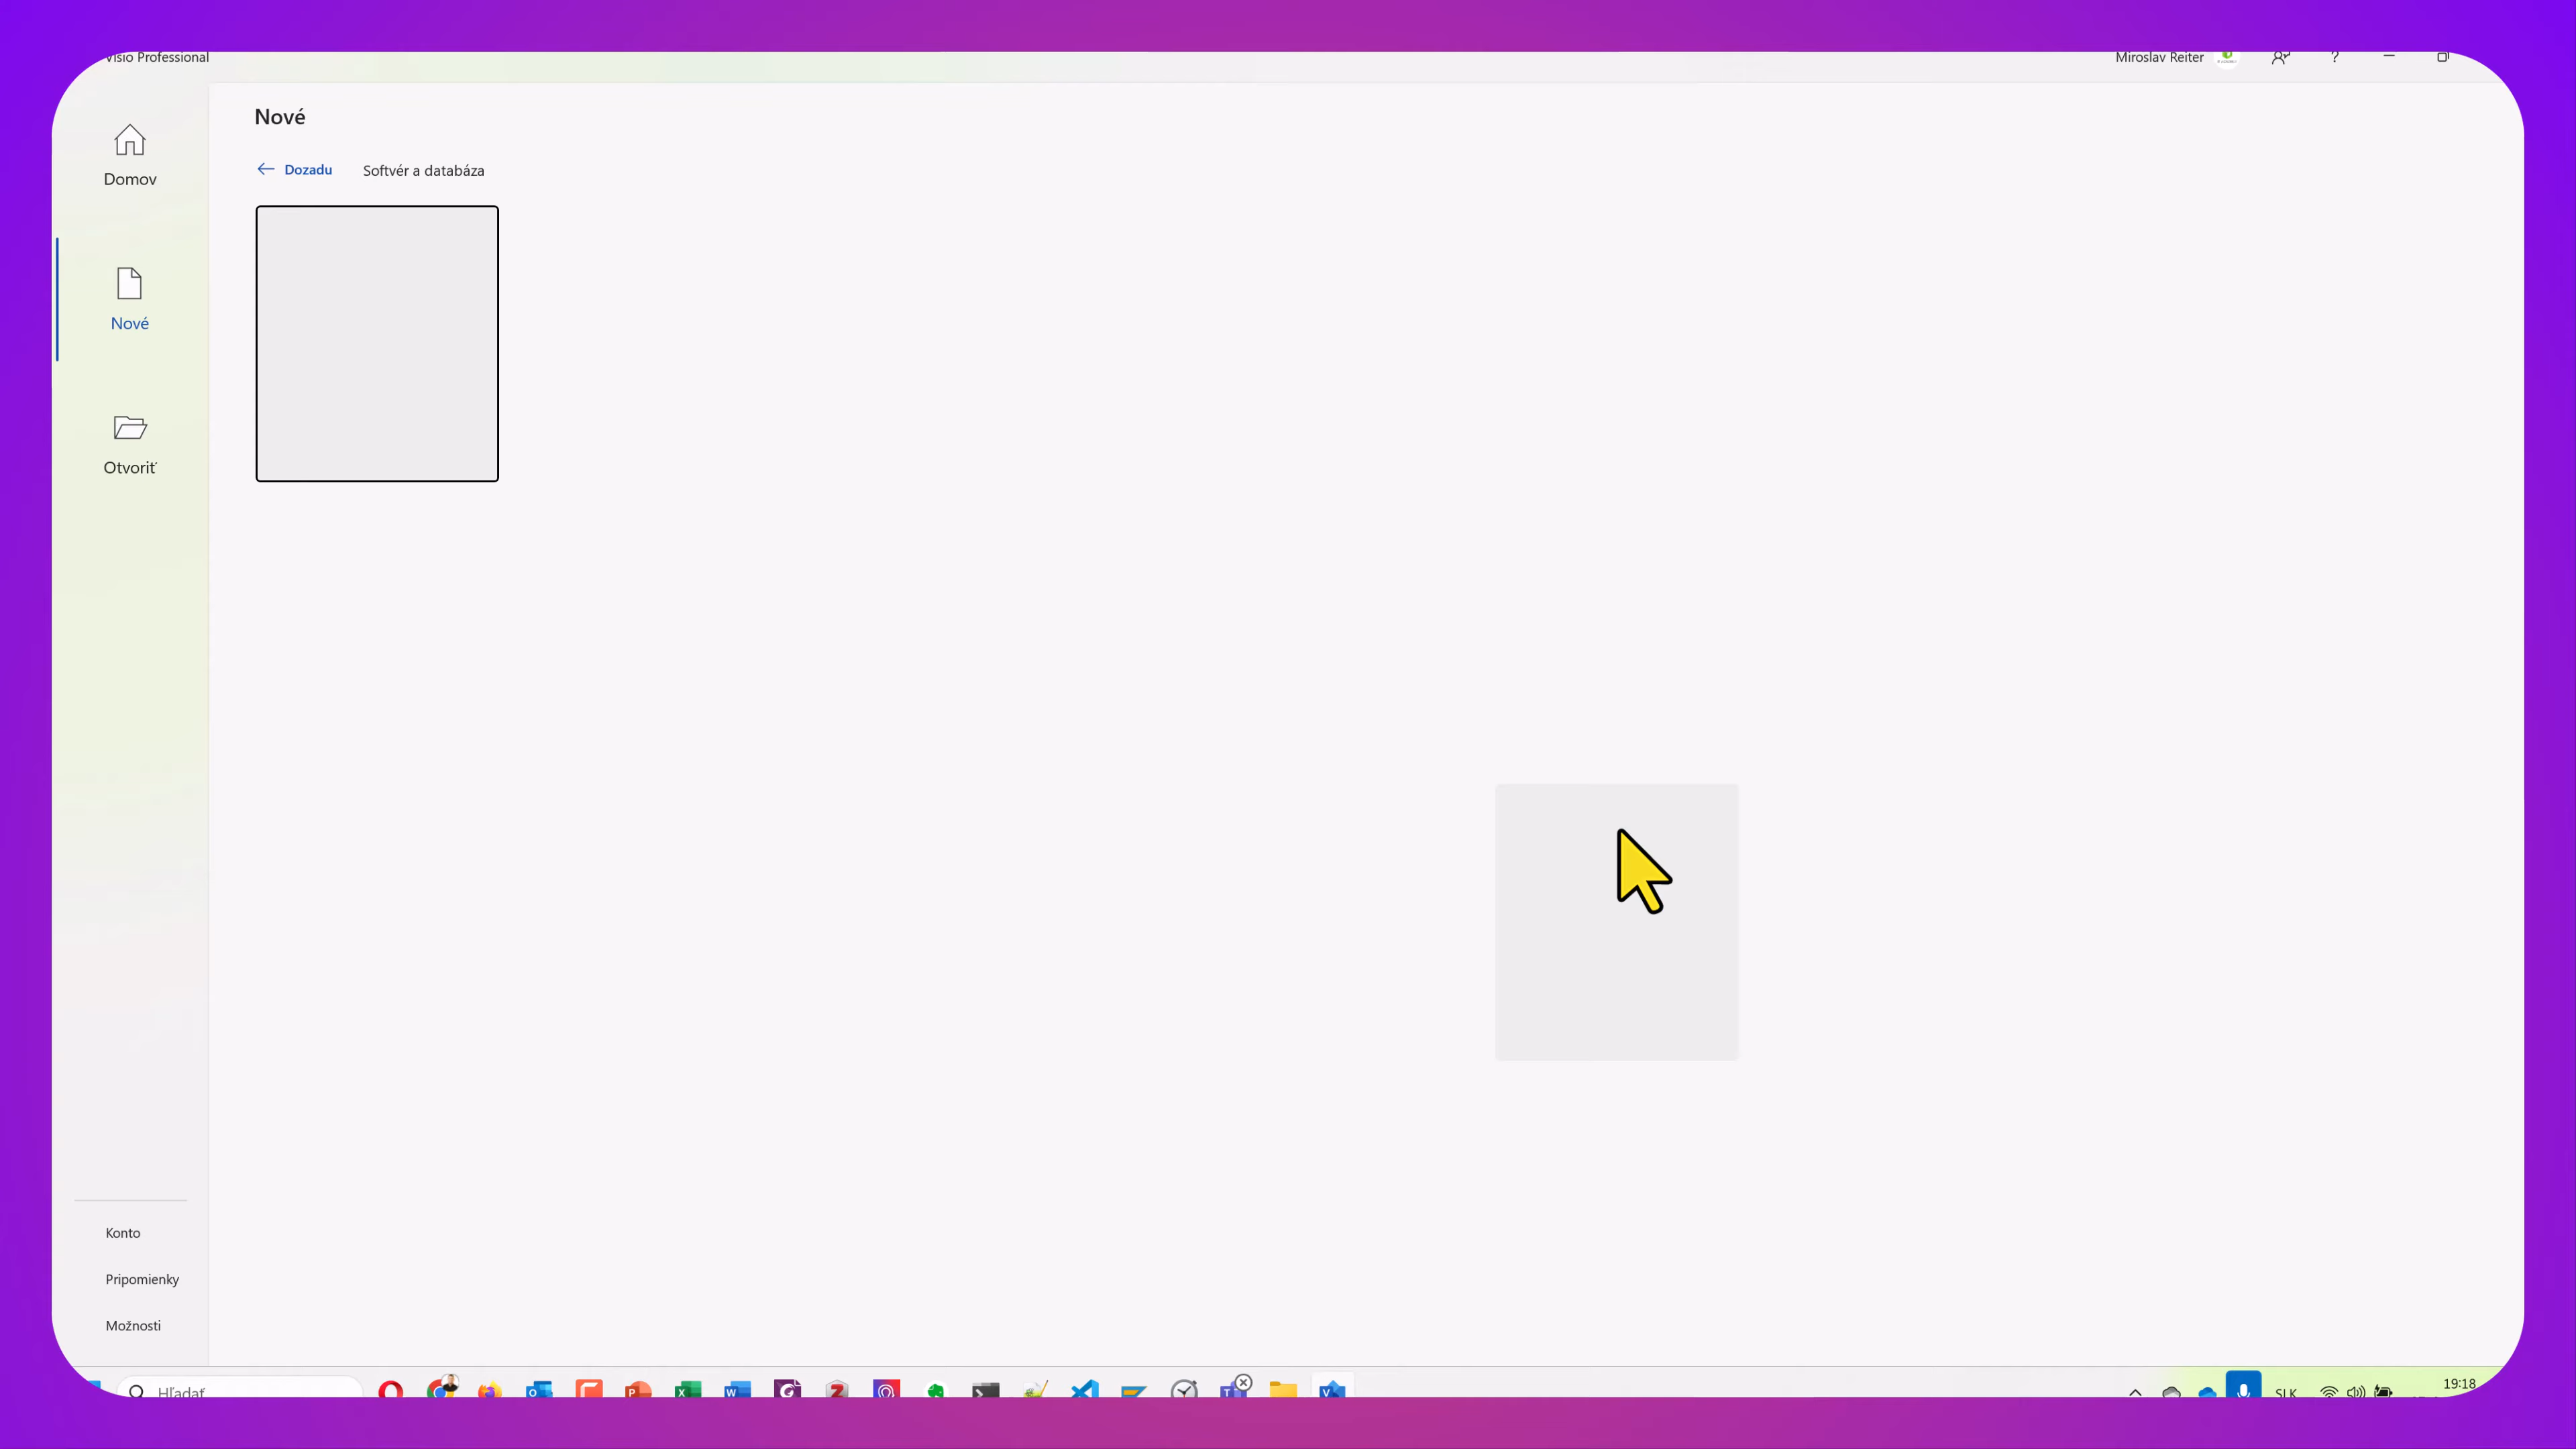 Visio Professional
Miroslav Reiter
Nové
Dozadu
Softvér a databáza
Domov
Nové
Otvoriť
Konto
Pripomienky
Možnosti
Hľadať
SLK
19:18